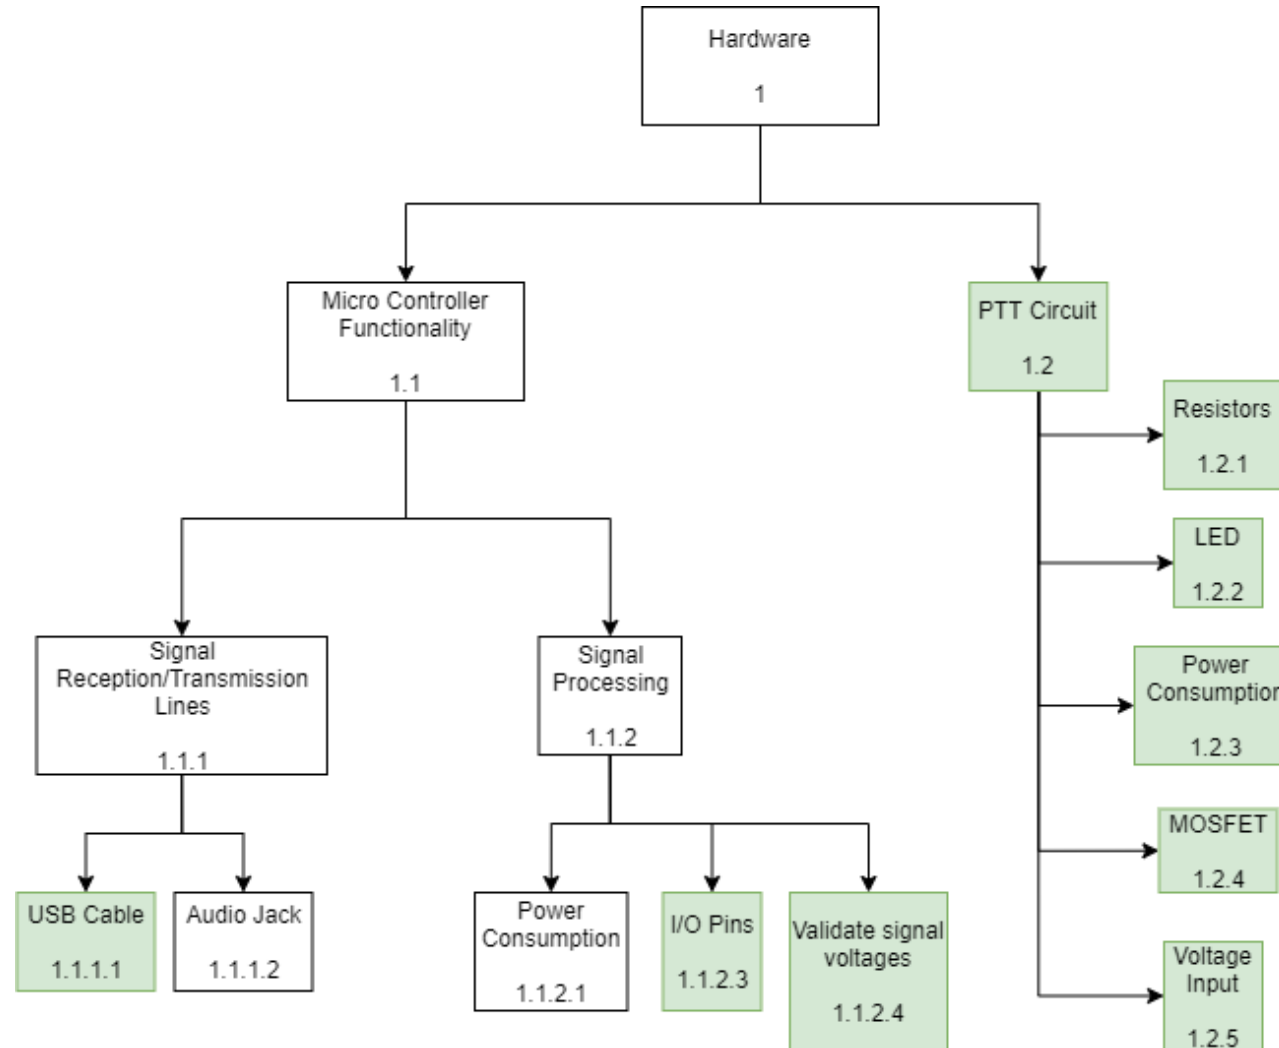 Hardware
1
Micro Controller
Functionality
1.1
PTT Circuit
1.2
Resistors
1.2.1
LED
1.2.2
Power
Consumption
1.2.3
MOSFET
1.2.4
Voltage
Input
1.2.5
Signal
Reception/Transmission
Lines
1.1.1
Signal
Processing
1.1.2
USB Cable
1.1.1.1
Audio Jack
1.1.1.2
Power
Consumption
1.1.2.1
I/O Pins
1.1.2.3
Validate signal
voltages
1.1.2.4